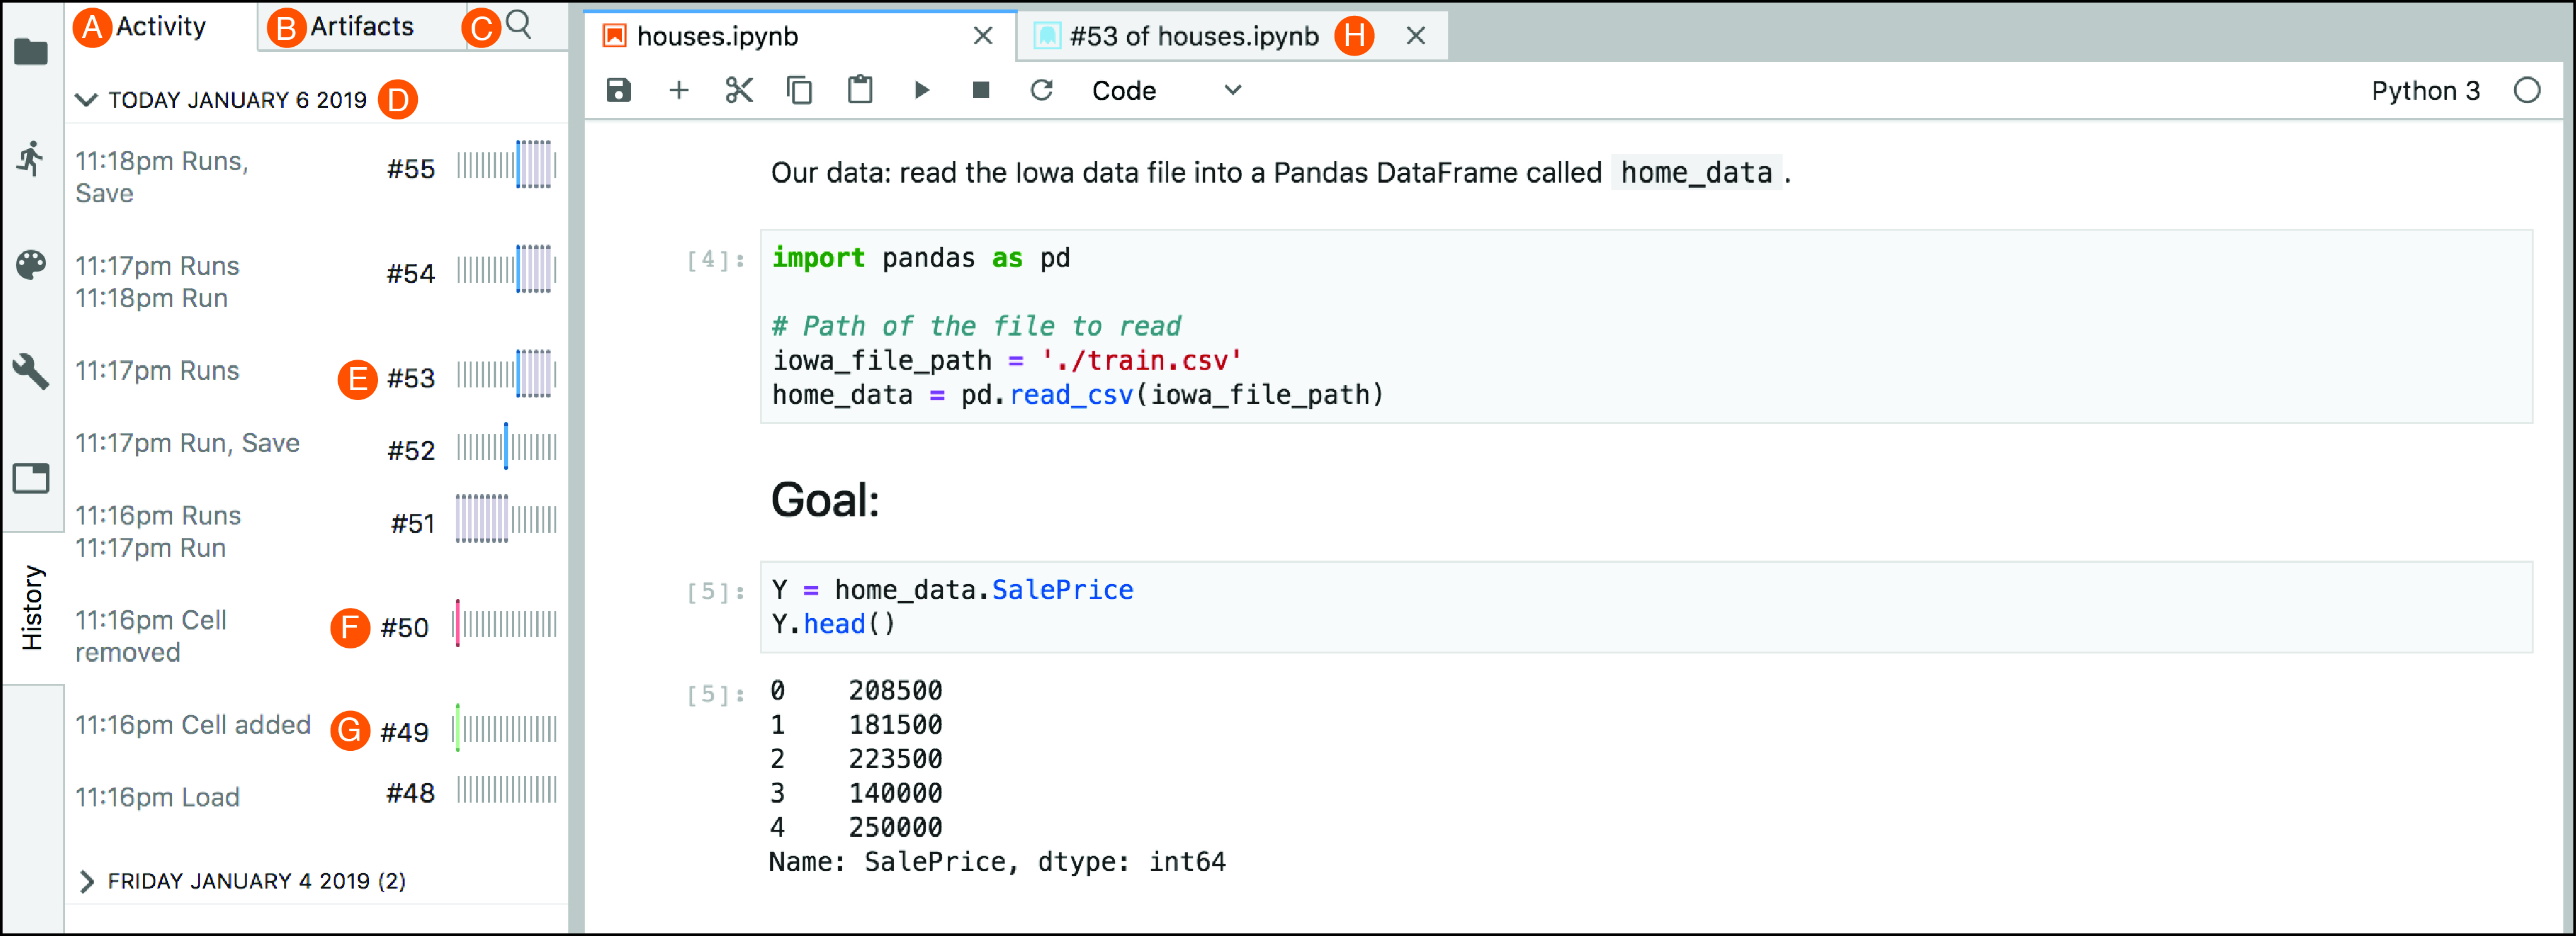 A Activity
B Artifacts
C
TODAY JANUARY 6 2019 D
11:18pm Runs,
Save
#55
11:17pm Runs
11:18pm Run
#54
11:17pm Runs
E #53
11:17pm Run, Save
#52
11:16pm Runs
11:17pm Run
#51
11:16pm Cell
removed
F #50
11:16pm Cell added
G #49
11:16pm Load
#48
FRIDAY JANUARY 4 2019 (2)
History
houses.ipynb
#53 of houses.ipynb H
Code
Python 3
Our data: read the Iowa data file into a Pandas DataFrame called home_data .
[4]:
import pandas as pd
# Path of the file to read
iowa_file_path = './train.csv'
home_data = pd.read_csv(iowa_file_path)
Goal:
[5]:
Y = home_data.SalePrice
Y.head()
[5]:
0 208500
1 181500
2 223500
3 140000
4 250000
Name: SalePrice, dtype: int64